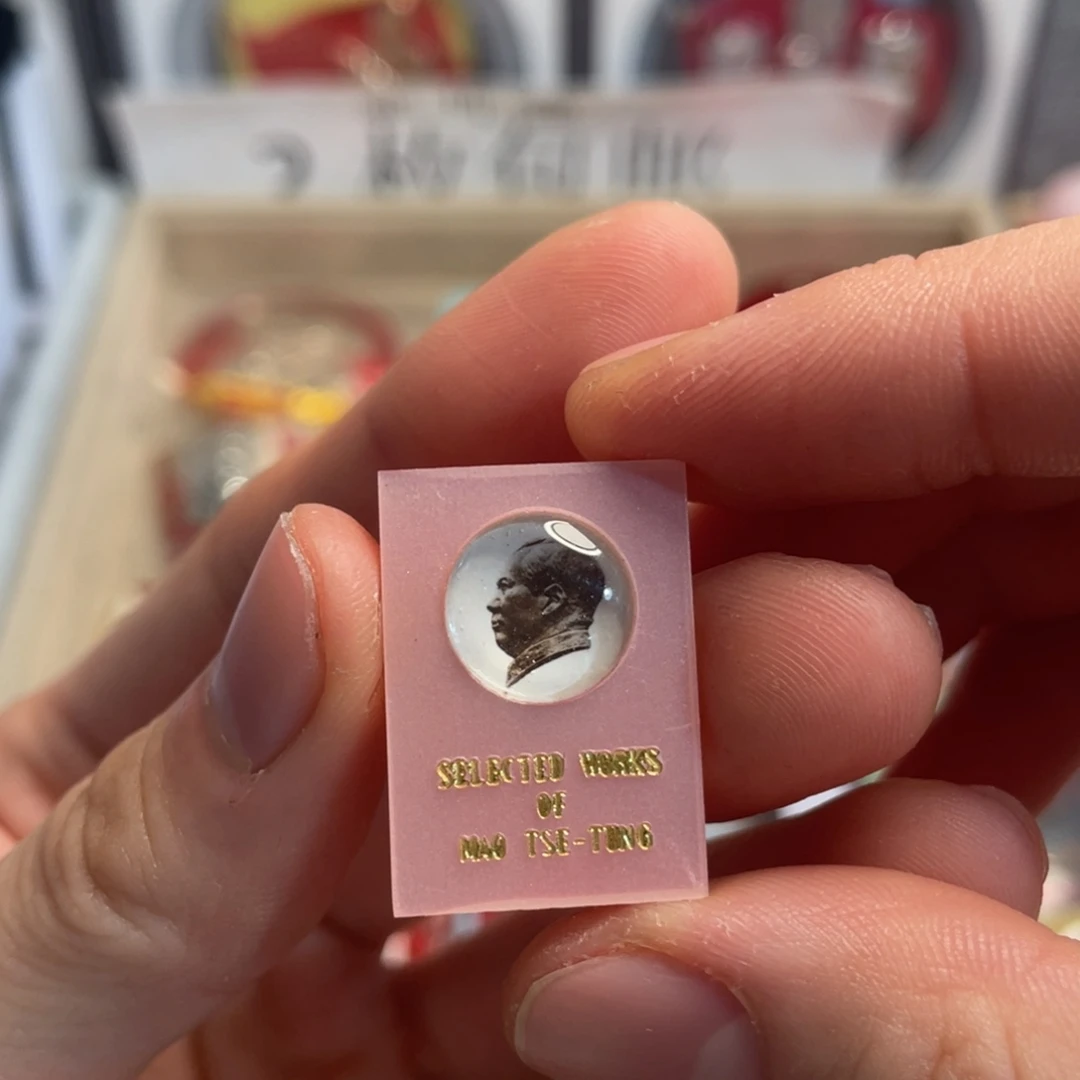 SELECTED WORKS
OF
MAO TSE-TUNG